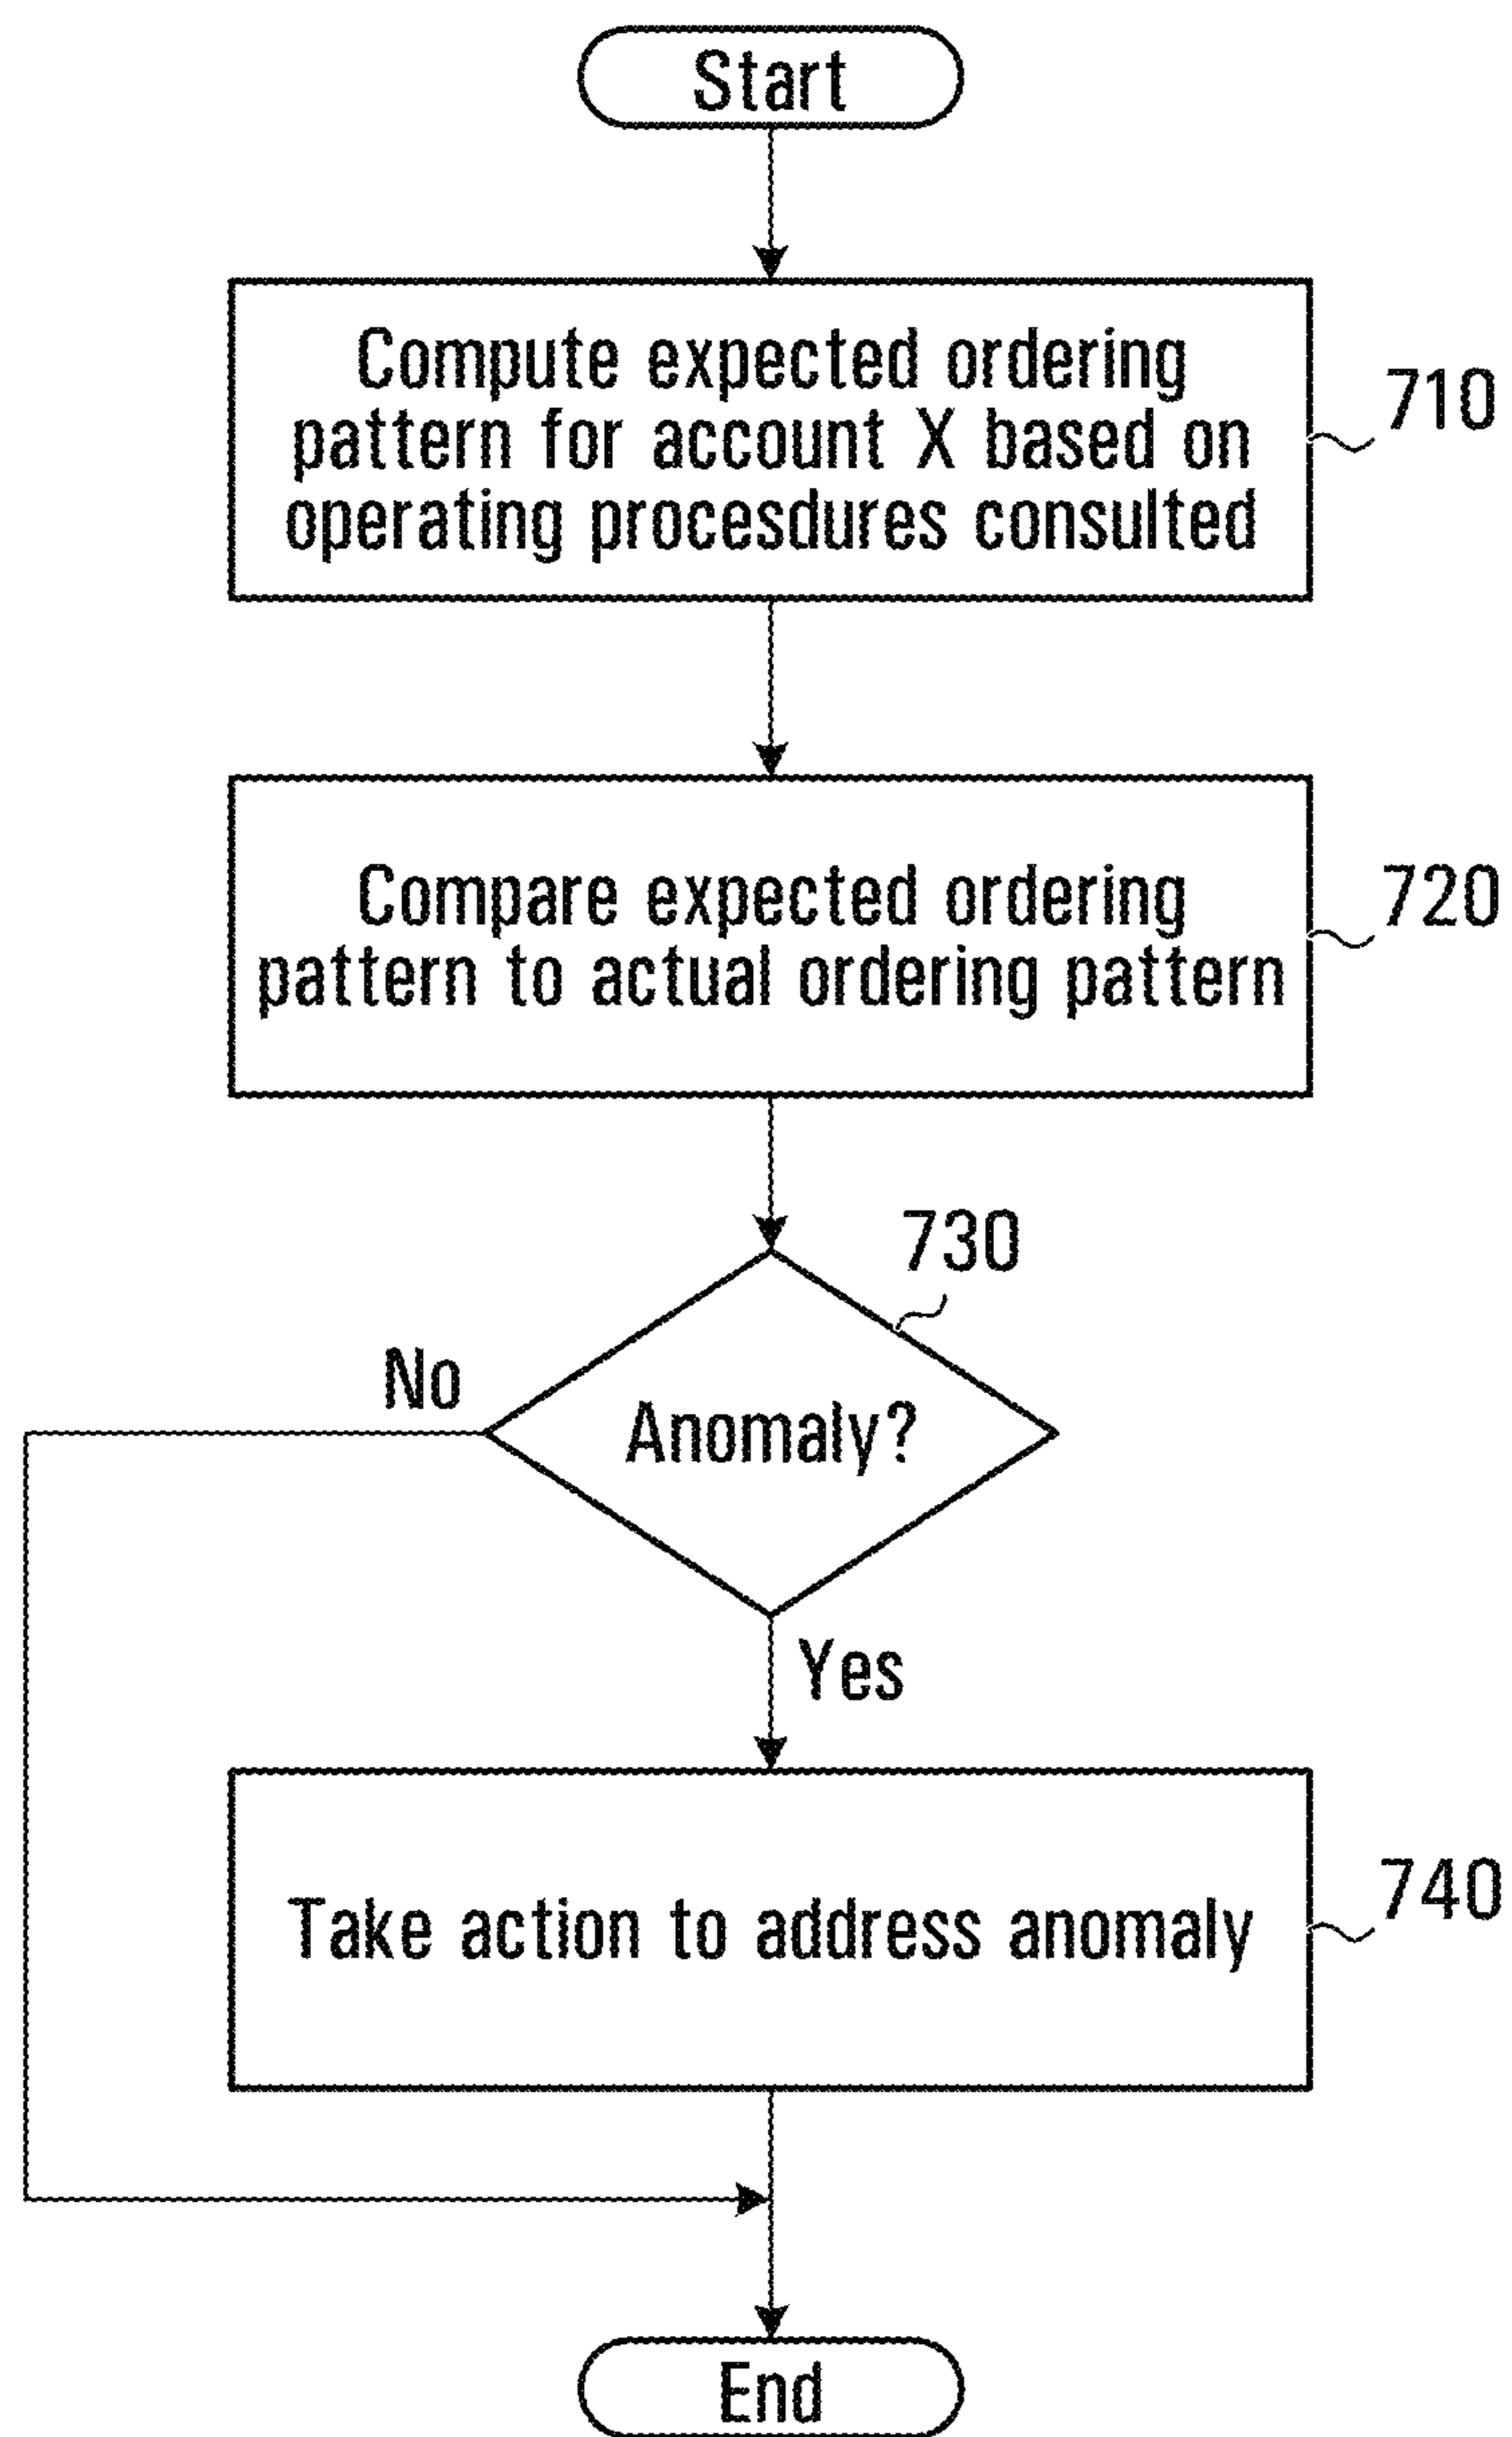 Start
Compute expected ordering
pattern for account X based on
operating procesdures consulted
710
Compare expected ordering
pattern to actual ordering pattern
720
730
No
Anomaly?
Yes
Take action to address anomaly
740
End